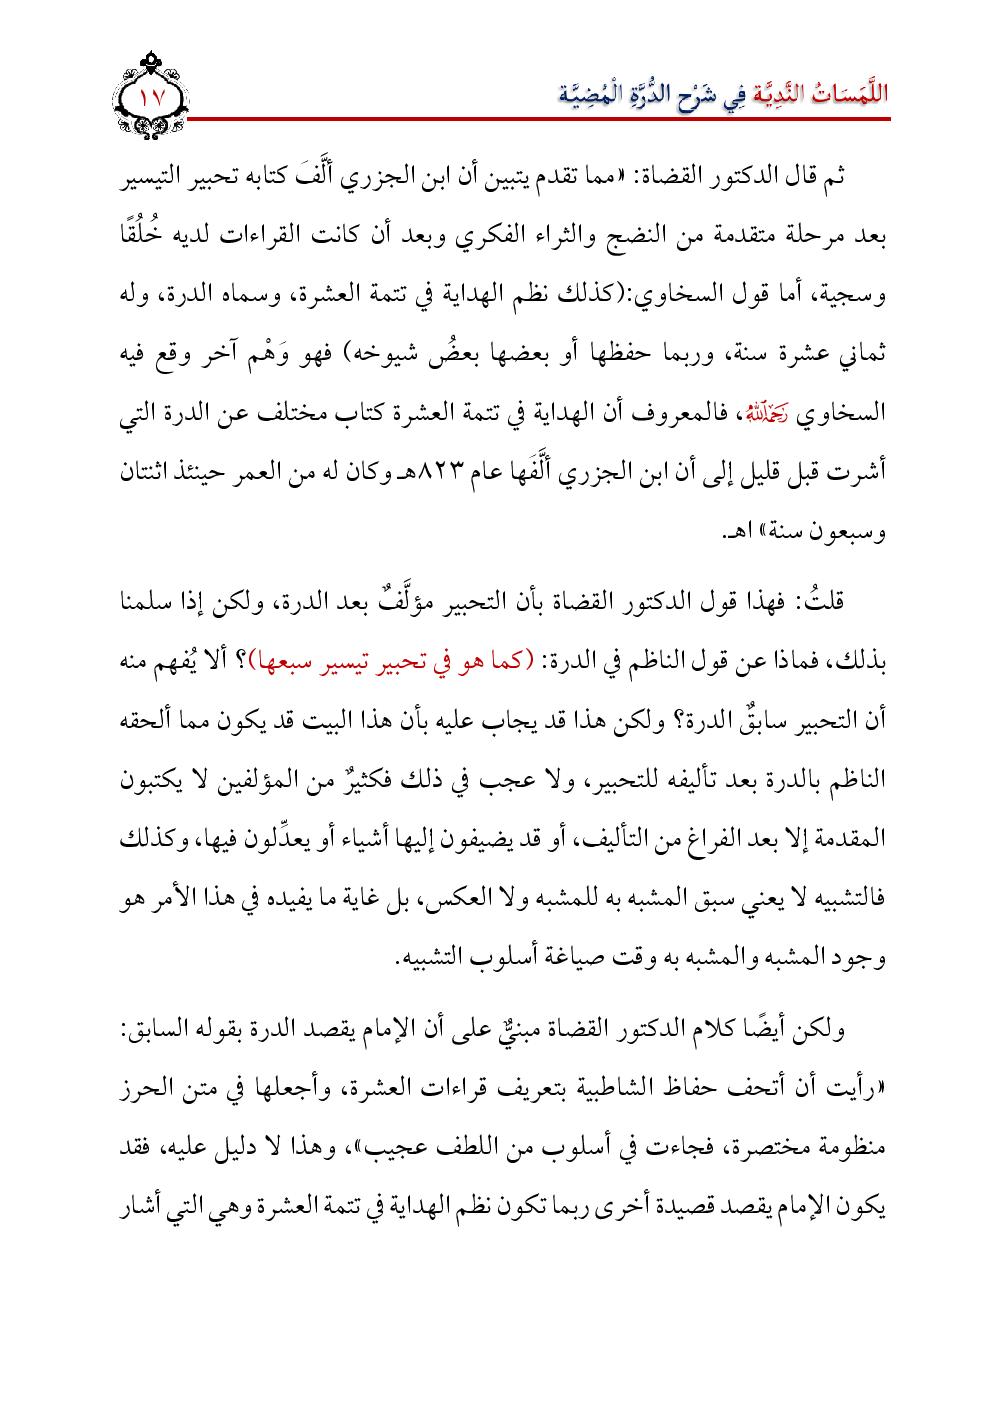 اللَّمَسَاتُ النَّدِيَّة فِي شَرْحِ الدُّرَّةِ الْمُضِيَّة
١٧
ثم قال الدكتور القضاة: «مما تقدم يتبين أن ابن الجزري ألَّفَ كتابه تحبير التيسير
بعد مرحلة متقدمة من النضج والثراء الفكري وبعد أن كانت القراءات لديه خُلُقًا
وسجية، أما قول السخاوي:(كذلك نظم الهداية في تتمة العشرة، وسماه الدرة، وله
ثماني عشرة سنة، وربما حفظها أو بعضها بعضُ شيوخه) فهو وَهْم آخر وقع فيه
السخاوي رَحِمَهُ ٱللَّهُ، فالمعروف أن الهداية في تتمة العشرة كتاب مختلف عن الدرة التي
أشرت قبل قليل إلى أن ابن الجزري ألَّفَها عام ٨٢٣هـ وكان له من العمر حينئذ اثنتان
وسبعون سنة» اهـ.
قلتُ: فهذا قول الدكتور القضاة بأن التحبير مؤلَّفٌ بعد الدرة، ولكن إذا سلمنا
بذلك، فماذا عن قول الناظم في الدرة: (كما هو في تحبير تيسير سبعها)؟ ألا يُفهم منه
أن التحبير سابقٌ الدرة؟ ولكن هذا قد يجاب عليه بأن هذا البيت قد يكون مما ألحقه
الناظم بالدرة بعد تأليفه للتحبير، ولا عجب في ذلك فكثيرٌ من المؤلفين لا يكتبون
المقدمة إلا بعد الفراغ من التأليف، أو قد يضيفون إليها أشياء أو يعدِّلون فيها، وكذلك
فالتشبيه لا يعني سبق المشبه به للمشبه ولا العكس، بل غاية ما يفيده في هذا الأمر هو
وجود المشبه والمشبه به وقت صياغة أسلوب التشبيه.
ولكن أيضًا كلام الدكتور القضاة مبنيٌّ على أن الإمام يقصد الدرة بقوله السابق:
«رأيت أن أتحف حفاظ الشاطبية بتعريف قراءات العشرة، وأجعلها في متن الحرز
منظومة مختصرة، فجاءت في أسلوب من اللطف عجيب»، وهذا لا دليل عليه، فقد
يكون الإمام يقصد قصيدة أخرى ربما تكون نظم الهداية في تتمة العشرة وهي التي أشار